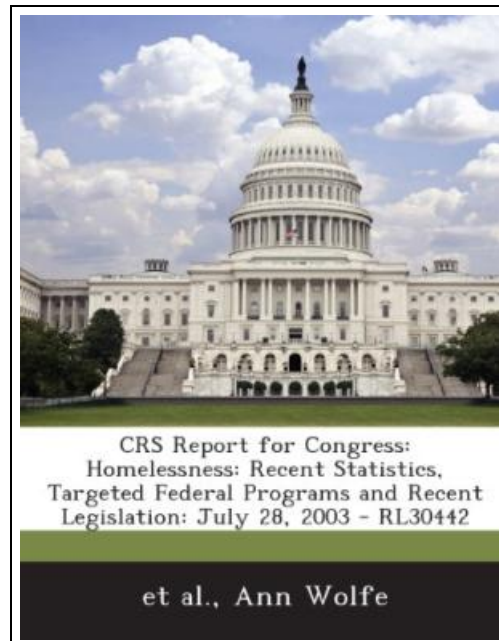 CRS Report for Congress:
Homelessness: Recent Statistics,
Targeted Federal Programs and Recent
Legislation: July 28, 2003 - RL30442
et al., Ann Wolfe